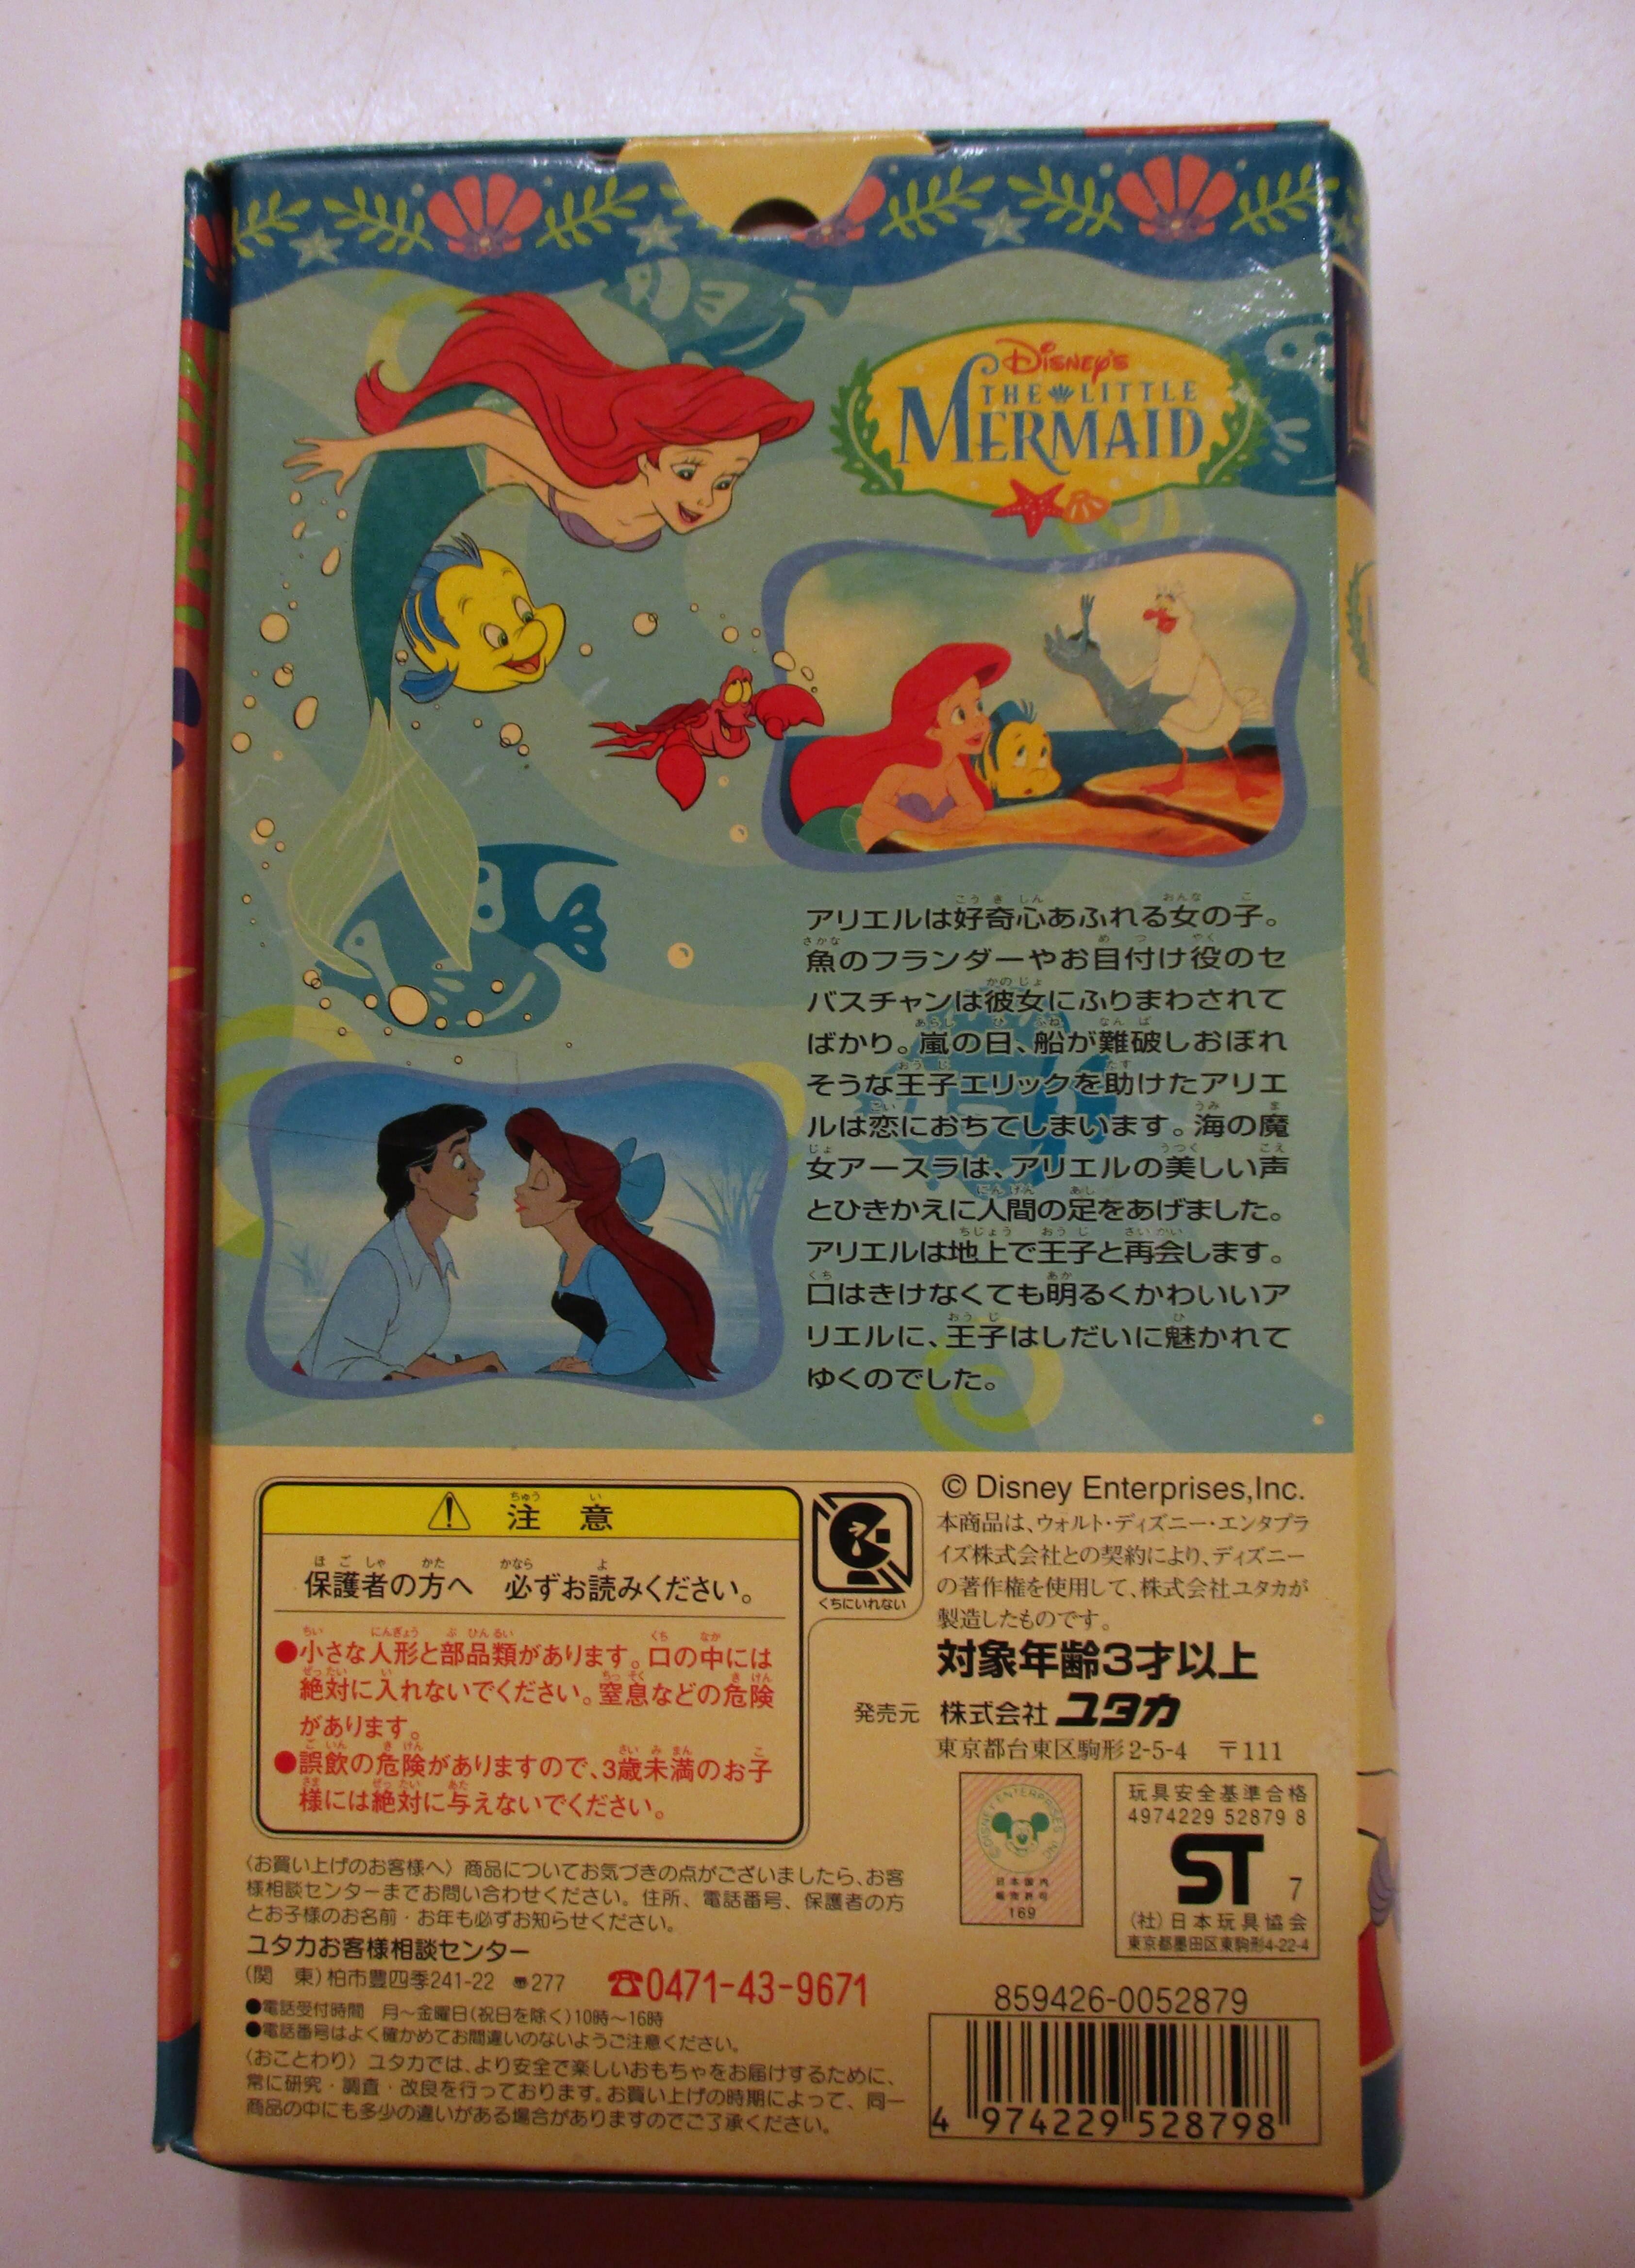 DISNEY'S
THE LITTLE
MERMAID
アリエルは好奇心あふれる女の子。
魚のフランダーやお目付け役のセ
バスチャンは彼女にふりまわされて
ばかり。嵐の日、船が難破しおぼれ
そうな王子エリックを助けたアリエ
ルは恋におちてしまいます。海の魔
女アースラは、アリエルの美しい声
とひきかえに人間の足をあげました。
アリエルは地上で王子と再会します。
口はきけなくても明るくかわいいア
リエルに、王子はしだいに魅かれて
ゆくのでした。
注意
保護者の方へ 必ずお読みください。
●小さな人形と部品類があります。口の中には
絶対に入れないでください。窒息などの危険
があります。
●誤飲の危険がありますので、3歳未満のお子
様には絶対に与えないでください。
くちにいれない
© Disney Enterprises,Inc.
本商品は、ウォルト・ディズニー・エンタプラ
イズ株式会社との契約により、ディズニー
の著作権を使用して、株式会社ユタカが
製造したものです。
対象年齢3才以上
発売元 株式会社 ユタカ
東京都台東区駒形2-5-4 〒111
©DISNEY ENTERPRISES INC
日本国内
販売許可
169
玩具安全基準合格
4974229 52879 8
ST 7
(社)日本玩具協会
東京都墨田区東駒形4-22-4
〈お買い上げのお客様へ〉商品についてお気づきの点がございましたら、お客
様相談センターまでお問い合わせください。住所、電話番号、保護者の方
とお子様のお名前・お年も必ずお知らせください。
ユタカお客様相談センター
(関 東)柏市豊四季241-22 〠277 ☎0471-43-9671
●電話受付時間 月〜金曜日(祝日を除く)10時〜16時
●電話番号はよく確かめてお間違いのないようご注意ください。
〈おことわり〉ユタカでは、より安全で楽しいおもちゃをお届けするために、
常に研究・調査・改良を行っております。お買い上げの時期によって、同一
商品の中にも多少の違いがある場合がありますのでご了承ください。
859426-0052879
4 974229 528798